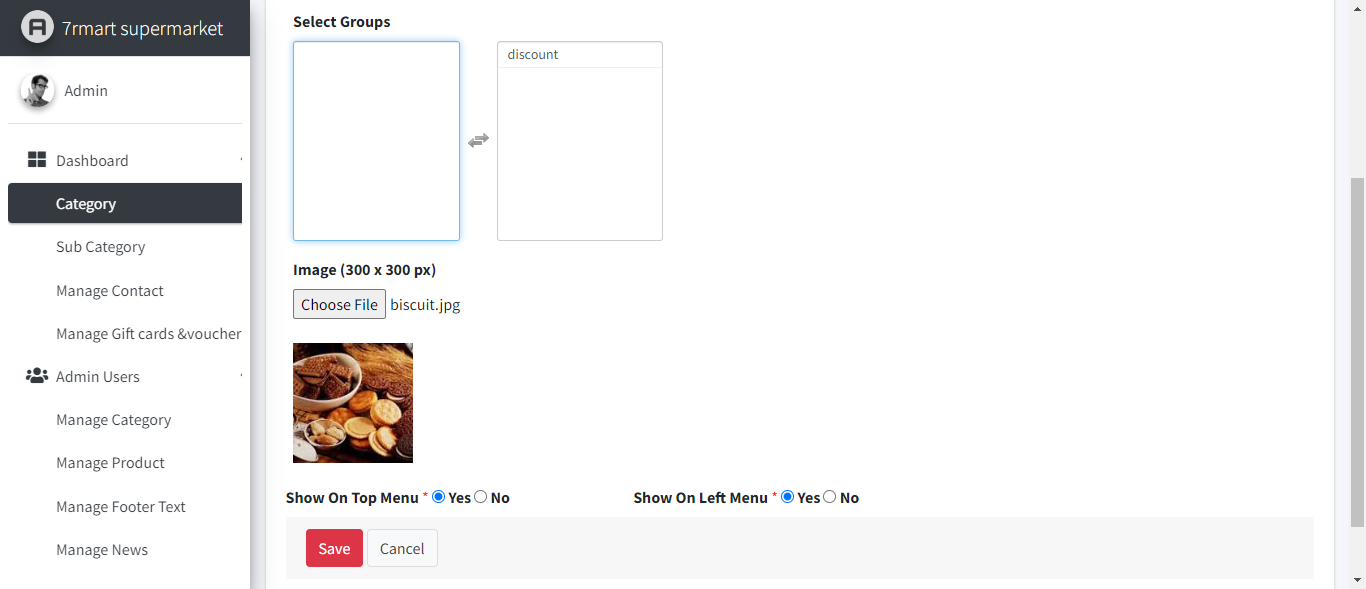 7rmart supermarket
Admin
Dashboard
Category
Sub Category
Manage Contact
Manage Gift cards &voucher
Admin Users
Manage Category
Manage Product
Manage Footer Text
Manage News
Select Groups
discount
Image (300 x 300 px)
Choose File biscuit.jpg
Show On Top Menu * Yes No Show On Left Menu * Yes No
Save Cancel